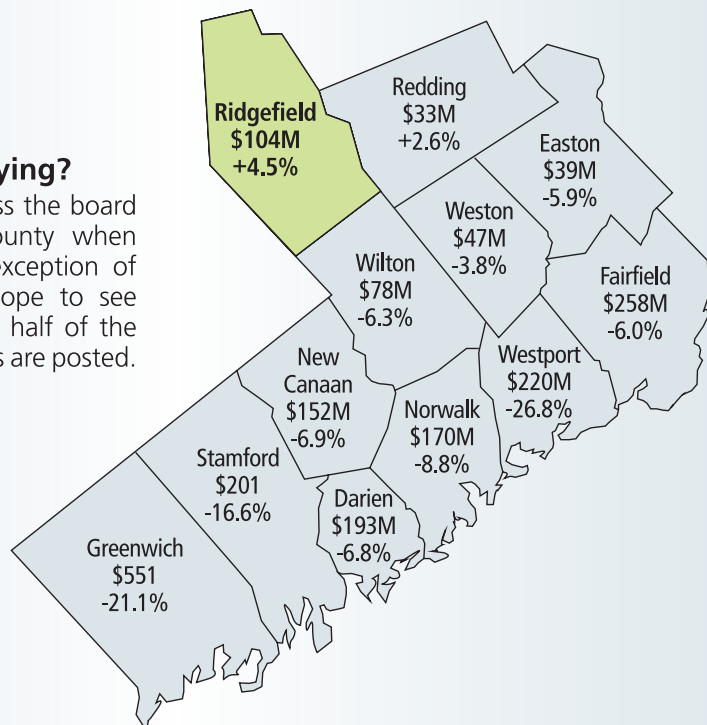 ying?
ss the board
ounty when
exception of
ope to see
half of the
s are posted.
Ridgefield
$104M
+4.5%
Redding
$33M
+2.6%
Easton
$39M
-5.9%
Weston
$47M
-3.8%
Wilton
$78M
-6.3%
Fairfield
$258M
-6.0%
New
Canaan
$152M
-6.9%
Westport
$220M
-26.8%
Norwalk
$170M
-8.8%
Stamford
$201
-16.6%
Darien
$193M
-6.8%
Greenwich
$551
-21.1%